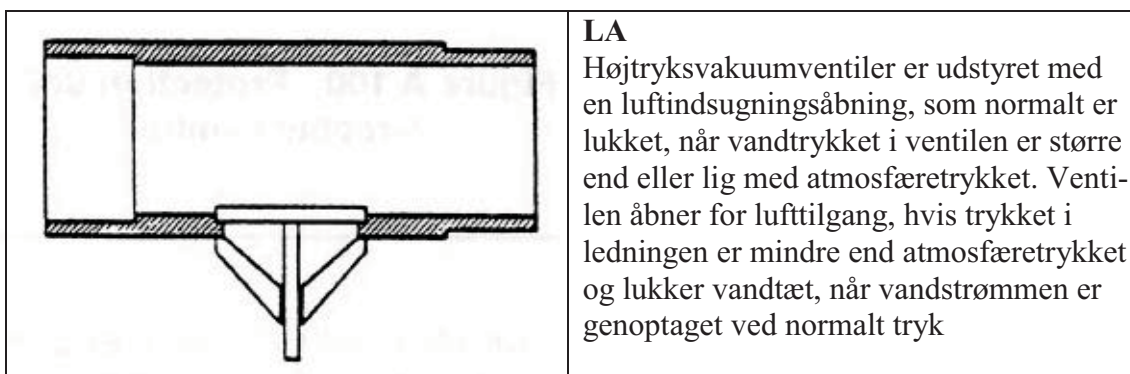 LA
Højtryksvakuumventiler er udstyret med
en luftindsugningsåbning, som normalt er
lukket, når vandtrykket i ventilen er større
end eller lig med atmosfæretrykket. Venti-
len åbner for lufttilgang, hvis trykket i
ledningen er mindre end atmosfæretrykket
og lukker vandtæt, når vandstrømmen er
genoptaget ved normalt tryk